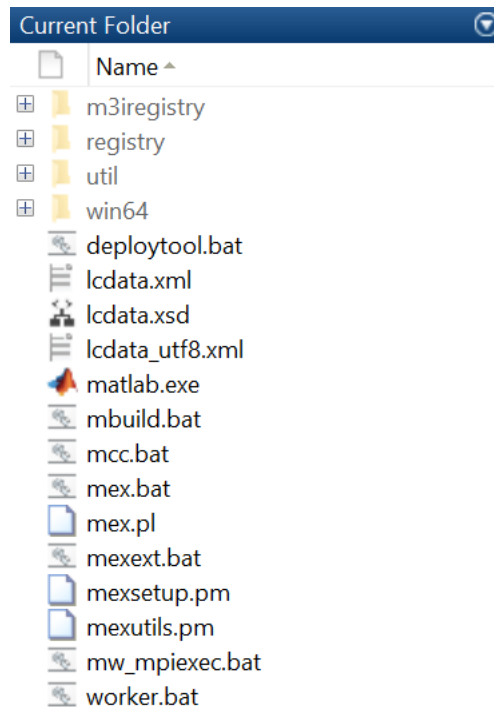 Current Folder
Name
m3iregistry
registry
util
win64
deploytool.bat
lcdata.xml
lcdata.xsd
lcdata_utf8.xml
matlab.exe
mbuild.bat
mcc.bat
mex.bat
mex.pl
mexext.bat
mexsetup.pm
mexutils.pm
mw_mpiexec.bat
worker.bat